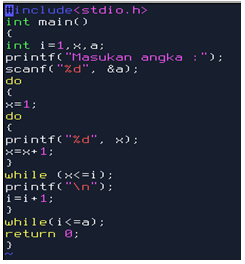 #include<stdio.h>
int main()
{
int i=1,x,a;
printf("Masukan angka :");
scanf("%d", &a);
do
{
x=1;
do
{
printf("%d", x);
x=x+1;
}
while (x<=i);
printf("\n");
i=i+1;
}
while(i<=a);
return 0;
}
~